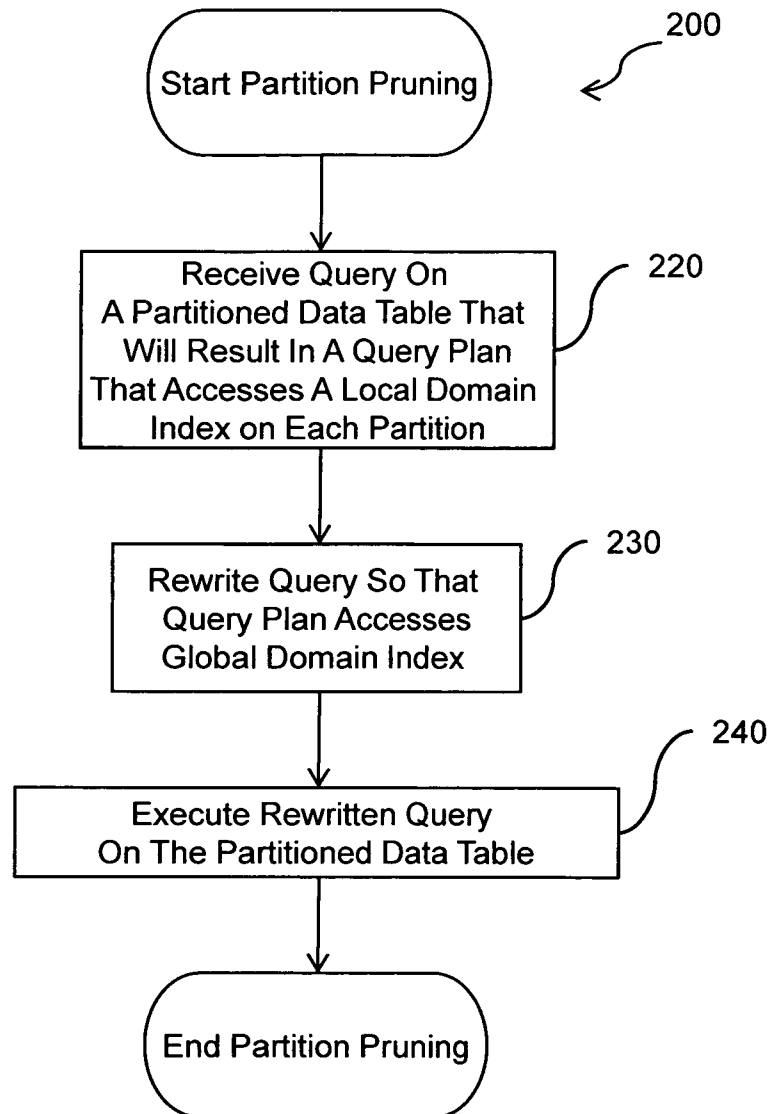 200
Start Partition Pruning
Receive Query On
A Partitioned Data Table That
Will Result In A Query Plan
That Accesses A Local Domain
Index on Each Partition
220
Rewrite Query So That
Query Plan Accesses
Global Domain Index
230
Execute Rewritten Query
On The Partitioned Data Table
240
End Partition Pruning